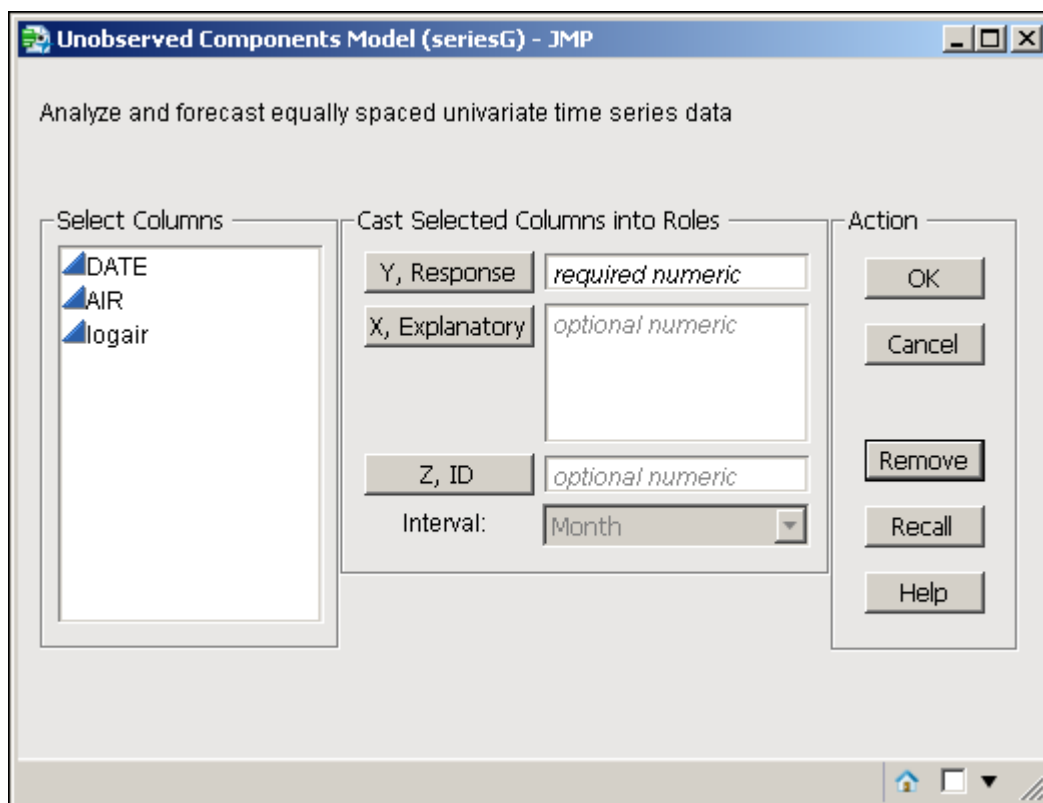 Unobserved Components Model (seriesG) - JMP
Analyze and forecast equally spaced univariate time series data
Select Columns
DATE
AIR
logair
Cast Selected Columns into Roles
Y, Response
required numeric
X, Explanatory
optional numeric
Z, ID
optional numeric
Interval:
Month
Action
OK
Cancel
Remove
Recall
Help